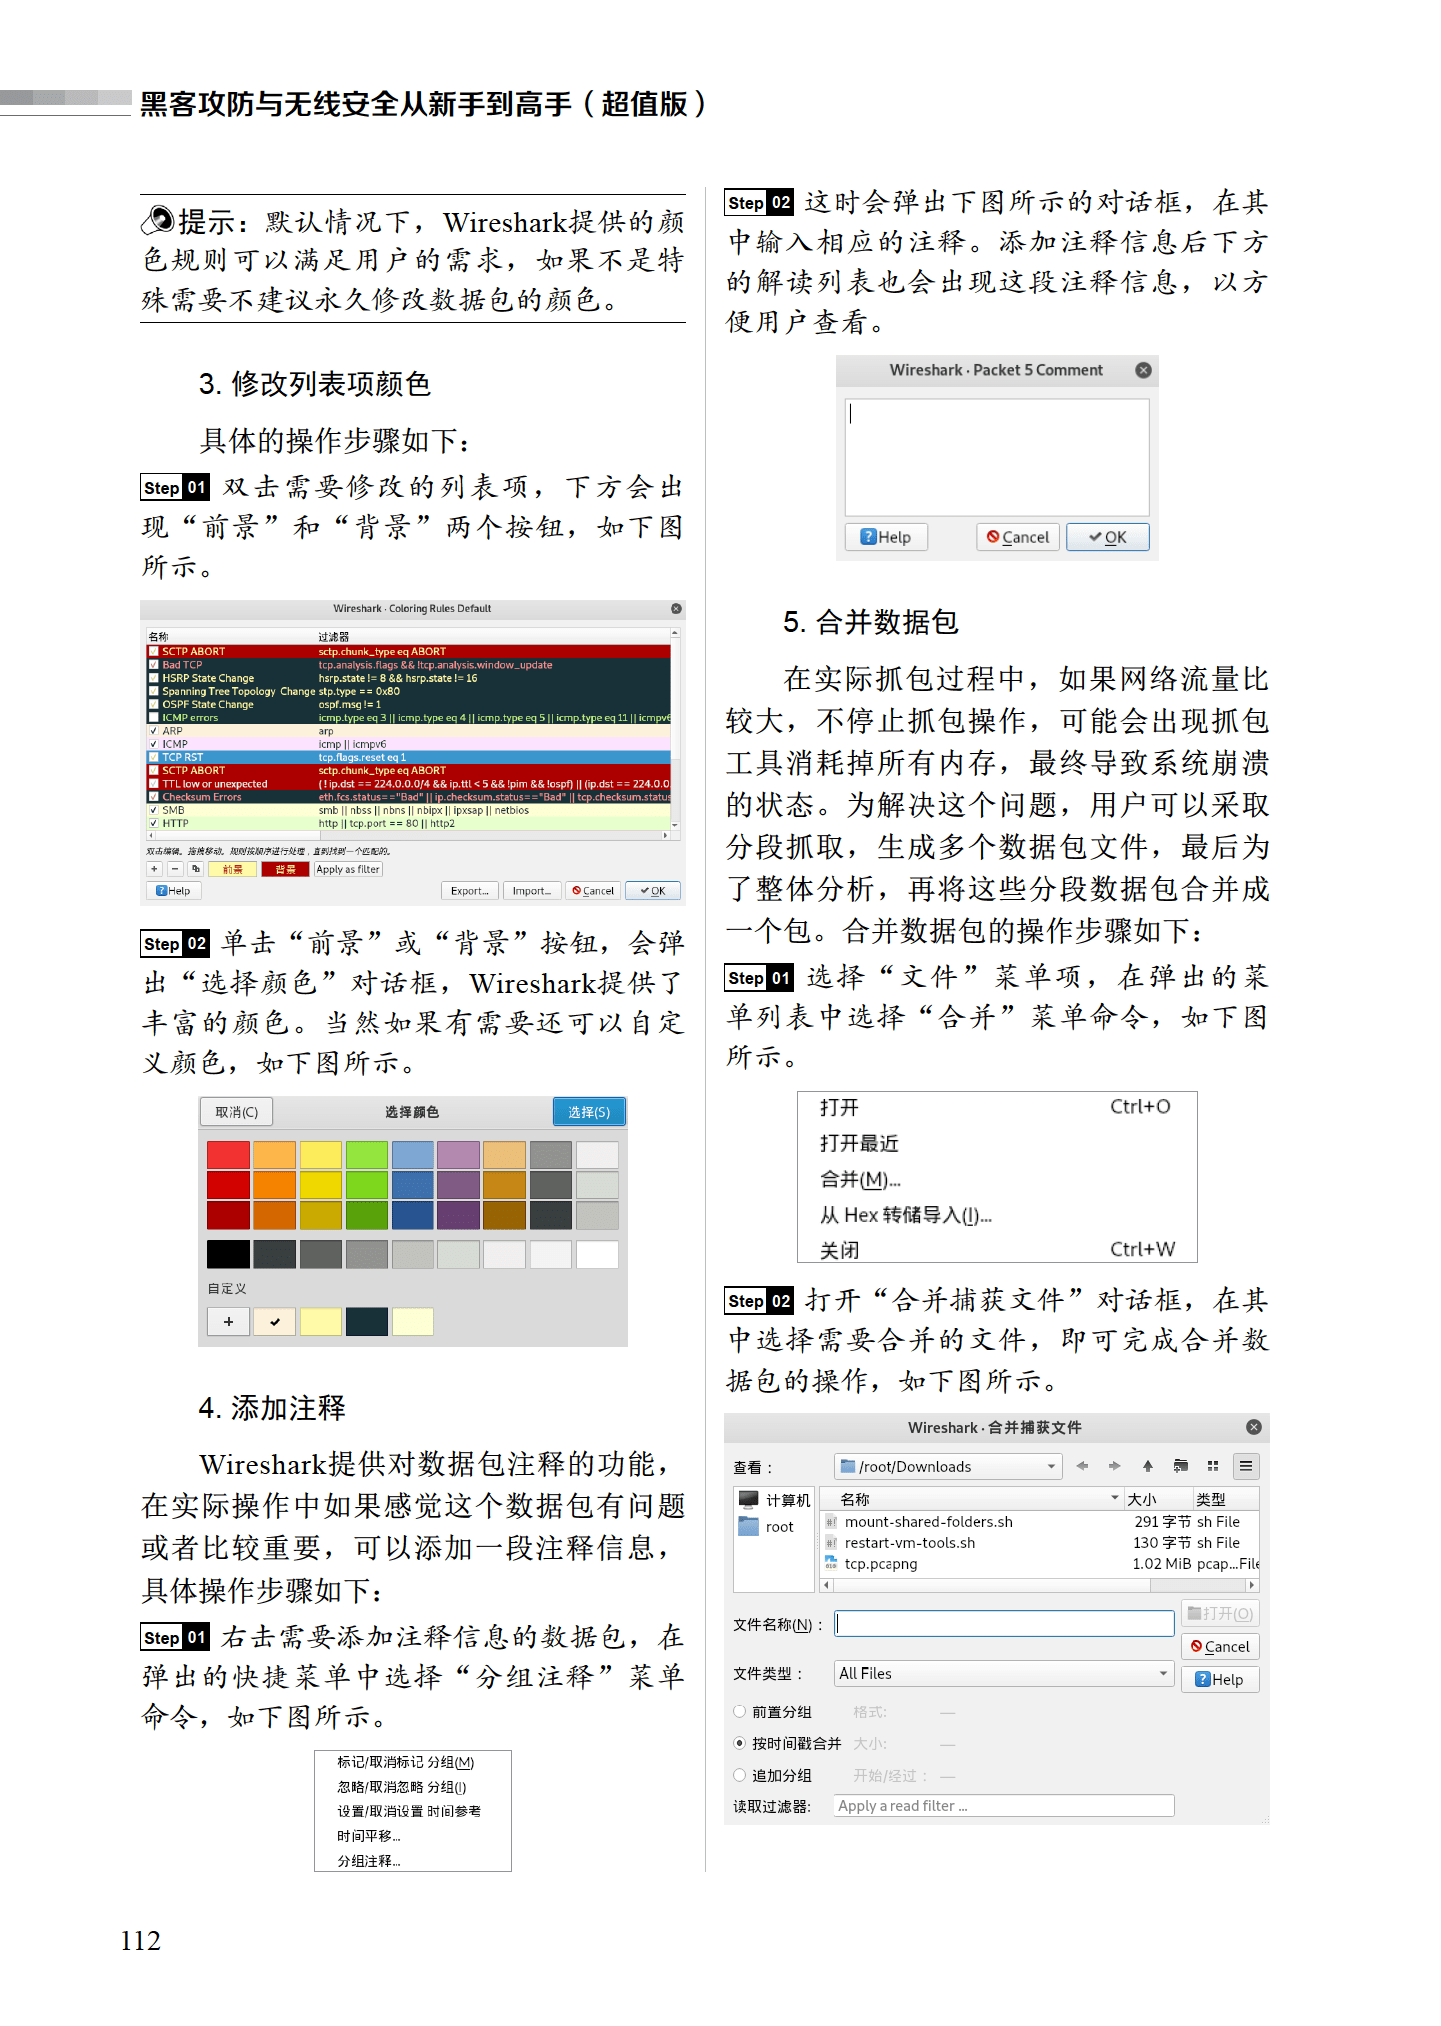 黑客攻防与无线安全从新手到高手（超值版）
提示：默认情况下，Wireshark提供的颜
色规则可以满足用户的需求，如果不是特
殊需要不建议永久修改数据包的颜色。
3. 修改列表项颜色
具体的操作步骤如下：
Step 01 双击需要修改的列表项，下方会出
现“前景”和“背景”两个按钮，如下图
所示。
Wireshark · Coloring Rules Default
名称 过滤器
SCTP ABORT sctp.chunk_type eq ABORT
Bad TCP tcp.analysis.flags && !tcp.analysis.window_update
HSRP State Change hsrp.state != 8 && hsrp.state != 16
Spanning Tree Topology Change stp.type == 0x80
OSPF State Change ospf.msg != 1
ICMP errors icmp.type eq 3 || icmp.type eq 4 || icmp.type eq 5 || icmp.type eq 11 || icmpv6
ARP arp
ICMP icmp || icmpv6
TCP RST tcp.flags.reset eq 1
SCTP ABORT sctp.chunk_type eq ABORT
TTL low or unexpected ( ! ip.dst == 224.0.0.0/4 && ip.ttl < 5 && !pim && !ospf) || (ip.dst == 224.0.0
Checksum Errors eth.fcs.status=="Bad" || ip.checksum.status=="Bad" || tcp.checksum.status
SMB smb || nbss || nbns || nbipx || ipxsap || netbios
HTTP http || tcp.port == 80 || http2
双击编辑。拖拽移动。规则按顺序进行处理，直到找到一个匹配的。
前景 背景 Apply as filter
Help Export... Import... Cancel OK
Step 02 单击“前景”或“背景”按钮，会弹
出“选择颜色”对话框，Wireshark提供了
丰富的颜色。当然如果有需要还可以自定
义颜色，如下图所示。
取消(C) 选择颜色 选择(S)
自定义
4. 添加注释
Wireshark提供对数据包注释的功能，
在实际操作中如果感觉这个数据包有问题
或者比较重要，可以添加一段注释信息，
具体操作步骤如下：
Step 01 右击需要添加注释信息的数据包，在
弹出的快捷菜单中选择“分组注释”菜单
命令，如下图所示。
标记/取消标记 分组(M)
忽略/取消忽略 分组(I)
设置/取消设置 时间参考
时间平移...
分组注释...
Step 02 这时会弹出下图所示的对话框，在其
中输入相应的注释。添加注释信息后下方
的解读列表也会出现这段注释信息，以方
便用户查看。
Wireshark · Packet 5 Comment
Help Cancel OK
5. 合并数据包
在实际抓包过程中，如果网络流量比
较大，不停止抓包操作，可能会出现抓包
工具消耗掉所有内存，最终导致系统崩溃
的状态。为解决这个问题，用户可以采取
分段抓取，生成多个数据包文件，最后为
了整体分析，再将这些分段数据包合并成
一个包。合并数据包的操作步骤如下：
Step 01 选择“文件”菜单项，在弹出的菜
单列表中选择“合并”菜单命令，如下图
所示。
打开 Ctrl+O
打开最近
合并(M)...
从 Hex 转储导入(I)...
关闭 Ctrl+W
Step 02 打开“合并捕获文件”对话框，在其
中选择需要合并的文件，即可完成合并数
据包的操作，如下图所示。
Wireshark · 合并捕获文件
查看： /root/Downloads
计算机 名称 大小 类型
root mount-shared-folders.sh 291 字节 sh File
restart-vm-tools.sh 130 字节 sh File
tcp.pcapng 1.02 MiB pcap...File
文件名称(N)： 打开(O)
Cancel
文件类型： All Files Help
前置分组 格式: —
按时间戳合并 大小: —
追加分组 开始/经过： —
读取过滤器: Apply a read filter ...
112